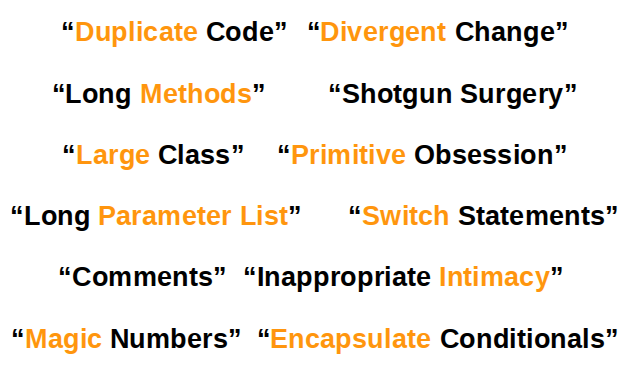 “Duplicate Code” “Divergent Change”
“Long Methods” “Shotgun Surgery”
“Large Class” “Primitive Obsession”
“Long Parameter List” “Switch Statements”
“Comments” “Inappropriate Intimacy”
“Magic Numbers” “Encapsulate Conditionals”